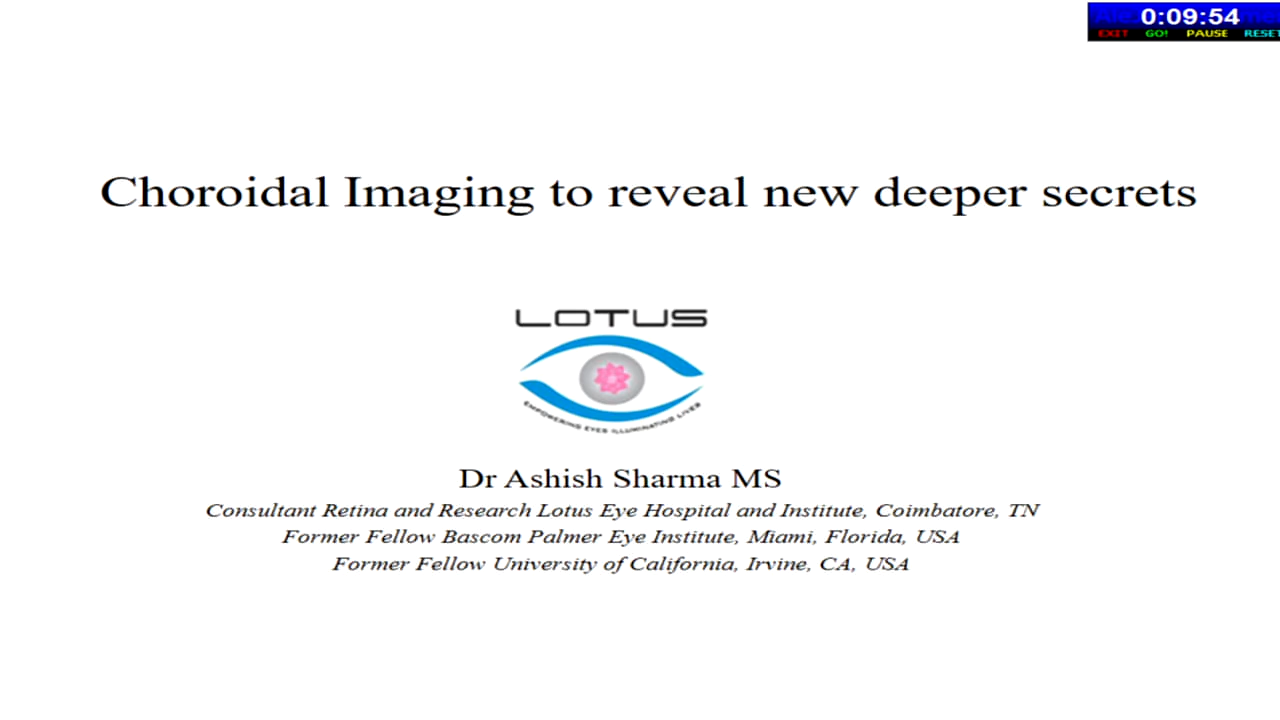 0:09:54
EXIT GO! PAUSE RESET
Choroidal Imaging to reveal new deeper secrets
LOTUS
EMPOWERING EYES ILLUMINATING LIVES
Dr Ashish Sharma MS
Consultant Retina and Research Lotus Eye Hospital and Institute, Coimbatore, TN
Former Fellow Bascom Palmer Eye Institute, Miami, Florida, USA
Former Fellow University of California, Irvine, CA, USA